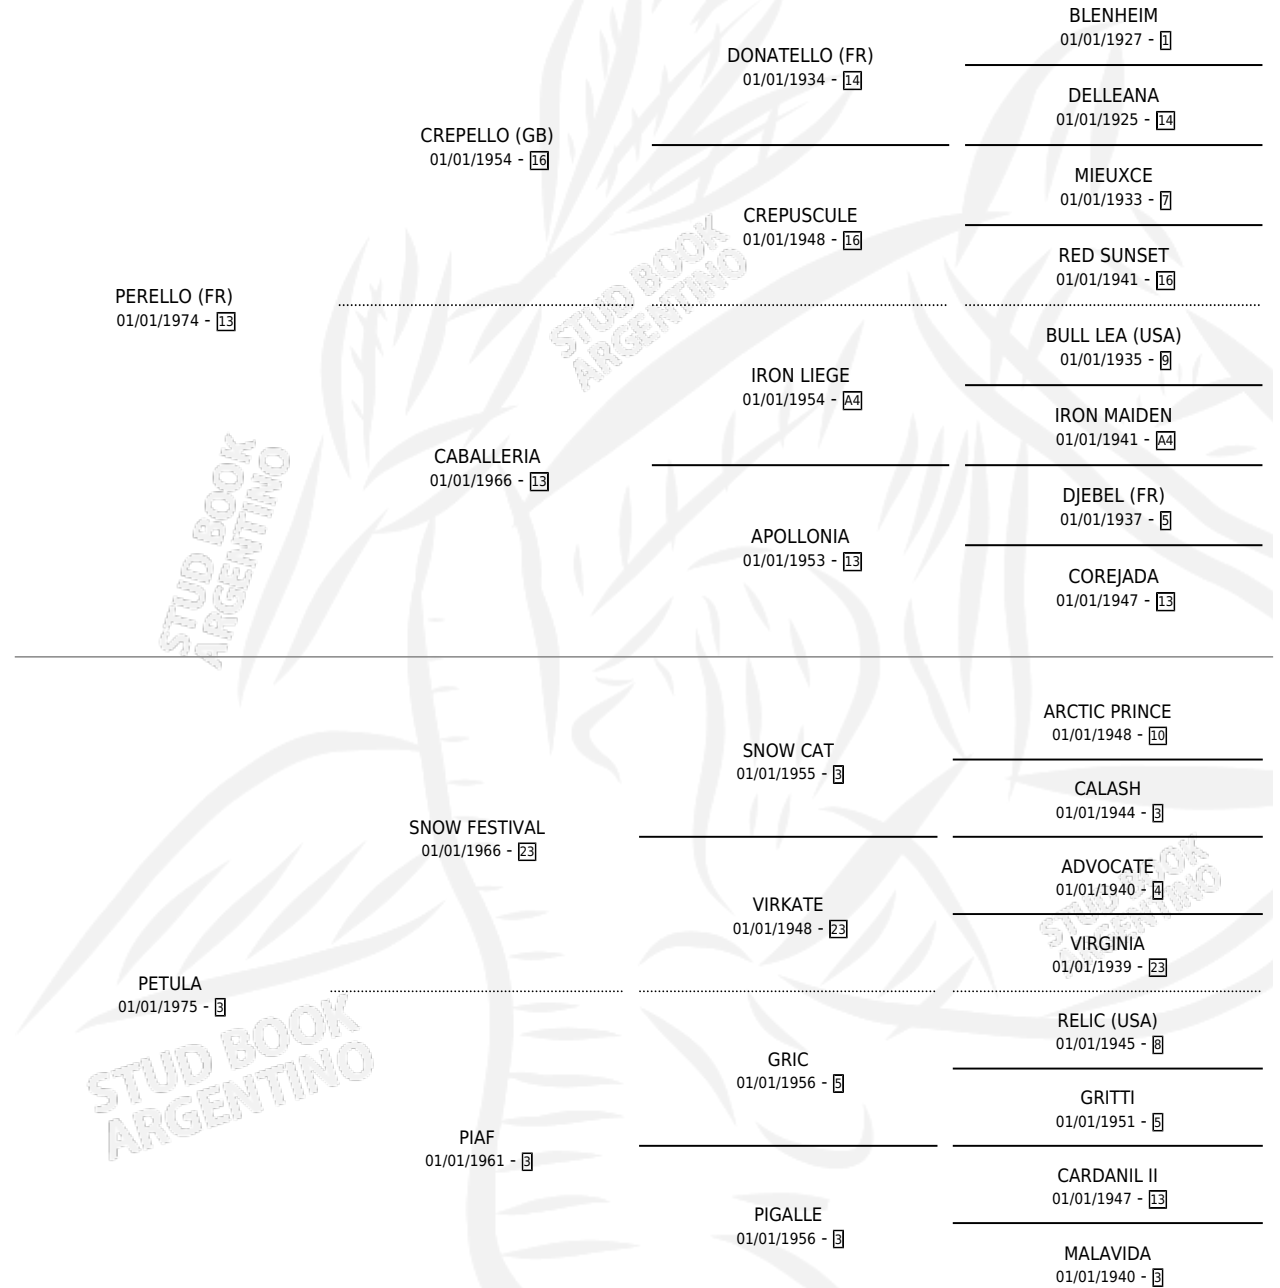 BLENHEIM
01/01/1927 - 1
DONATELLO (FR)
01/01/1934 - 14
DELLEANA
01/01/1925 - 14
CREPELLO (GB)
01/01/1954 - 16
MIEUXCE
01/01/1933 - 7
CREPUSCULE
01/01/1948 - 16
RED SUNSET
01/01/1941 - 16
PERELLO (FR)
01/01/1974 - 13
STUD BOOK
ARGENTINO
BULL LEA (USA)
01/01/1935 - 9
IRON LIEGE
01/01/1954 - A4
IRON MAIDEN
01/01/1941 - A4
CABALLERIA
01/01/1966 - 13
DJEBEL (FR)
01/01/1937 - 5
APOLLONIA
01/01/1953 - 13
COREJADA
01/01/1947 - 13
STUD BOOK
ARGENTINO
ARCTIC PRINCE
01/01/1948 - 10
SNOW CAT
01/01/1955 - 3
CALASH
01/01/1944 - 3
SNOW FESTIVAL
01/01/1966 - 23
ADVOCATE
01/01/1940 - 4
VIRKATE
01/01/1948 - 23
VIRGINIA
01/01/1939 - 23
STUD BOOK
ARGENTINO
PETULA
01/01/1975 - 3
RELIC (USA)
01/01/1945 - 8
GRIC
01/01/1956 - 5
GRITTI
01/01/1951 - 5
STUD BOOK
ARGENTINO
PIAF
01/01/1961 - 3
CARDANIL II
01/01/1947 - 13
PIGALLE
01/01/1956 - 3
MALAVIDA
01/01/1940 - 3